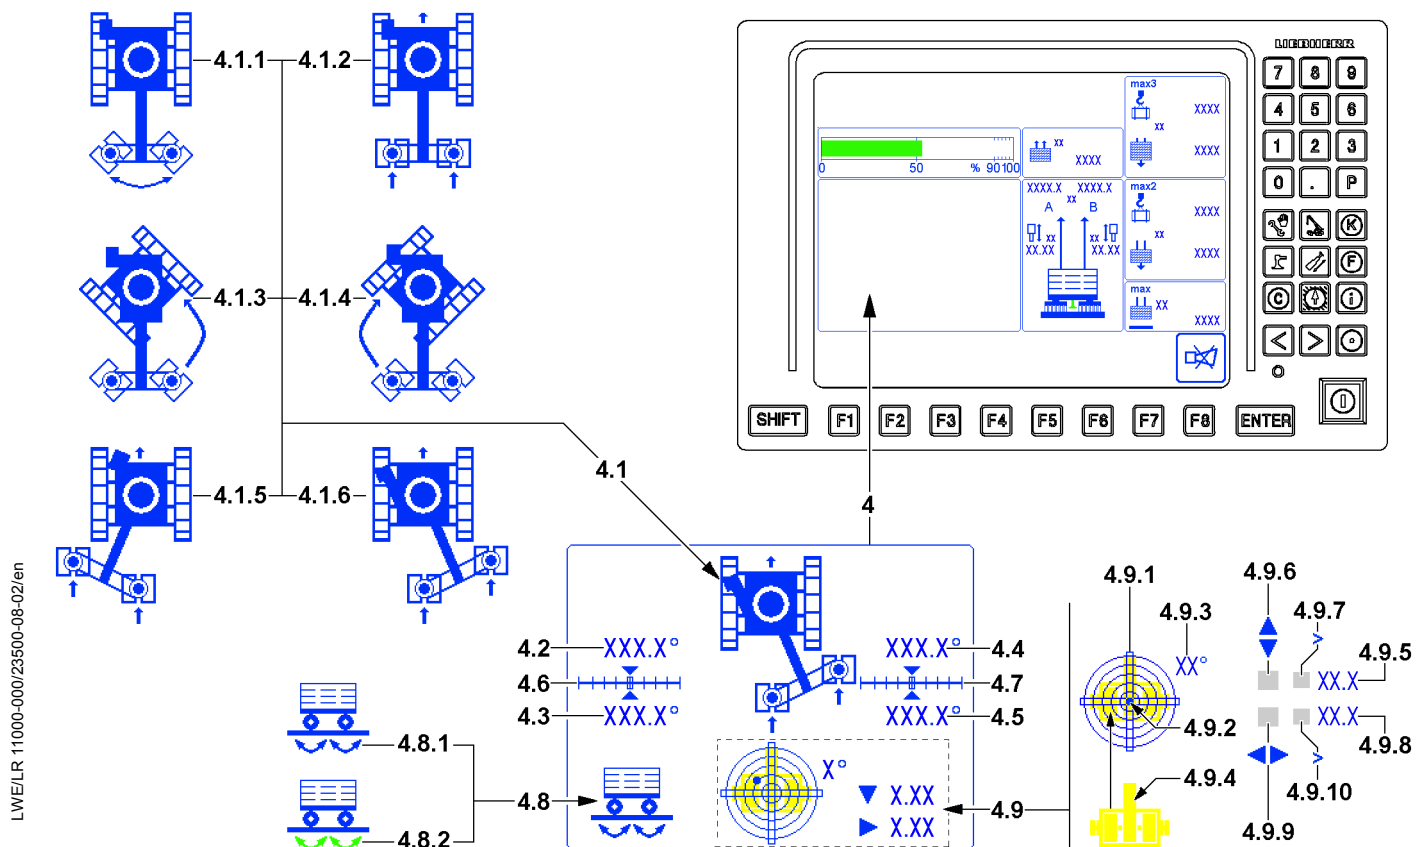 4.1.1
4.1.2
4.1.3
4.1.4
4.1.5
4.1.6
4.1
4
LIEBHERR
7 8 9
4 5 6
1 2 3
0 . P
K
F
C i
< >
SHIFT F1 F2 F3 F4 F5 F6 F7 F8 ENTER
0 50 % 90 100
xx
XXXX
XXXX.X XXXX.X
xx
A B
xx xx
XX.XX XX.XX
max3
XXXX
xx
XXXX
max2
XXXX
xx
XXXX
max
XX
XXXX
4.2 XXX.X° XXX.X° 4.4
4.6 4.7
4.3 XXX.X° XXX.X° 4.5
4.8.1
4.8
4.8.2
X°
X.XX
X.XX
4.9
4.9.1
4.9.3
XX°
4.9.2
4.9.4
4.9.6
4.9.7
>
4.9.5
XX.X
XX.X
4.9.8
>
4.9.10
4.9.9
LWE/LR 11000-000/23500-08-02/en